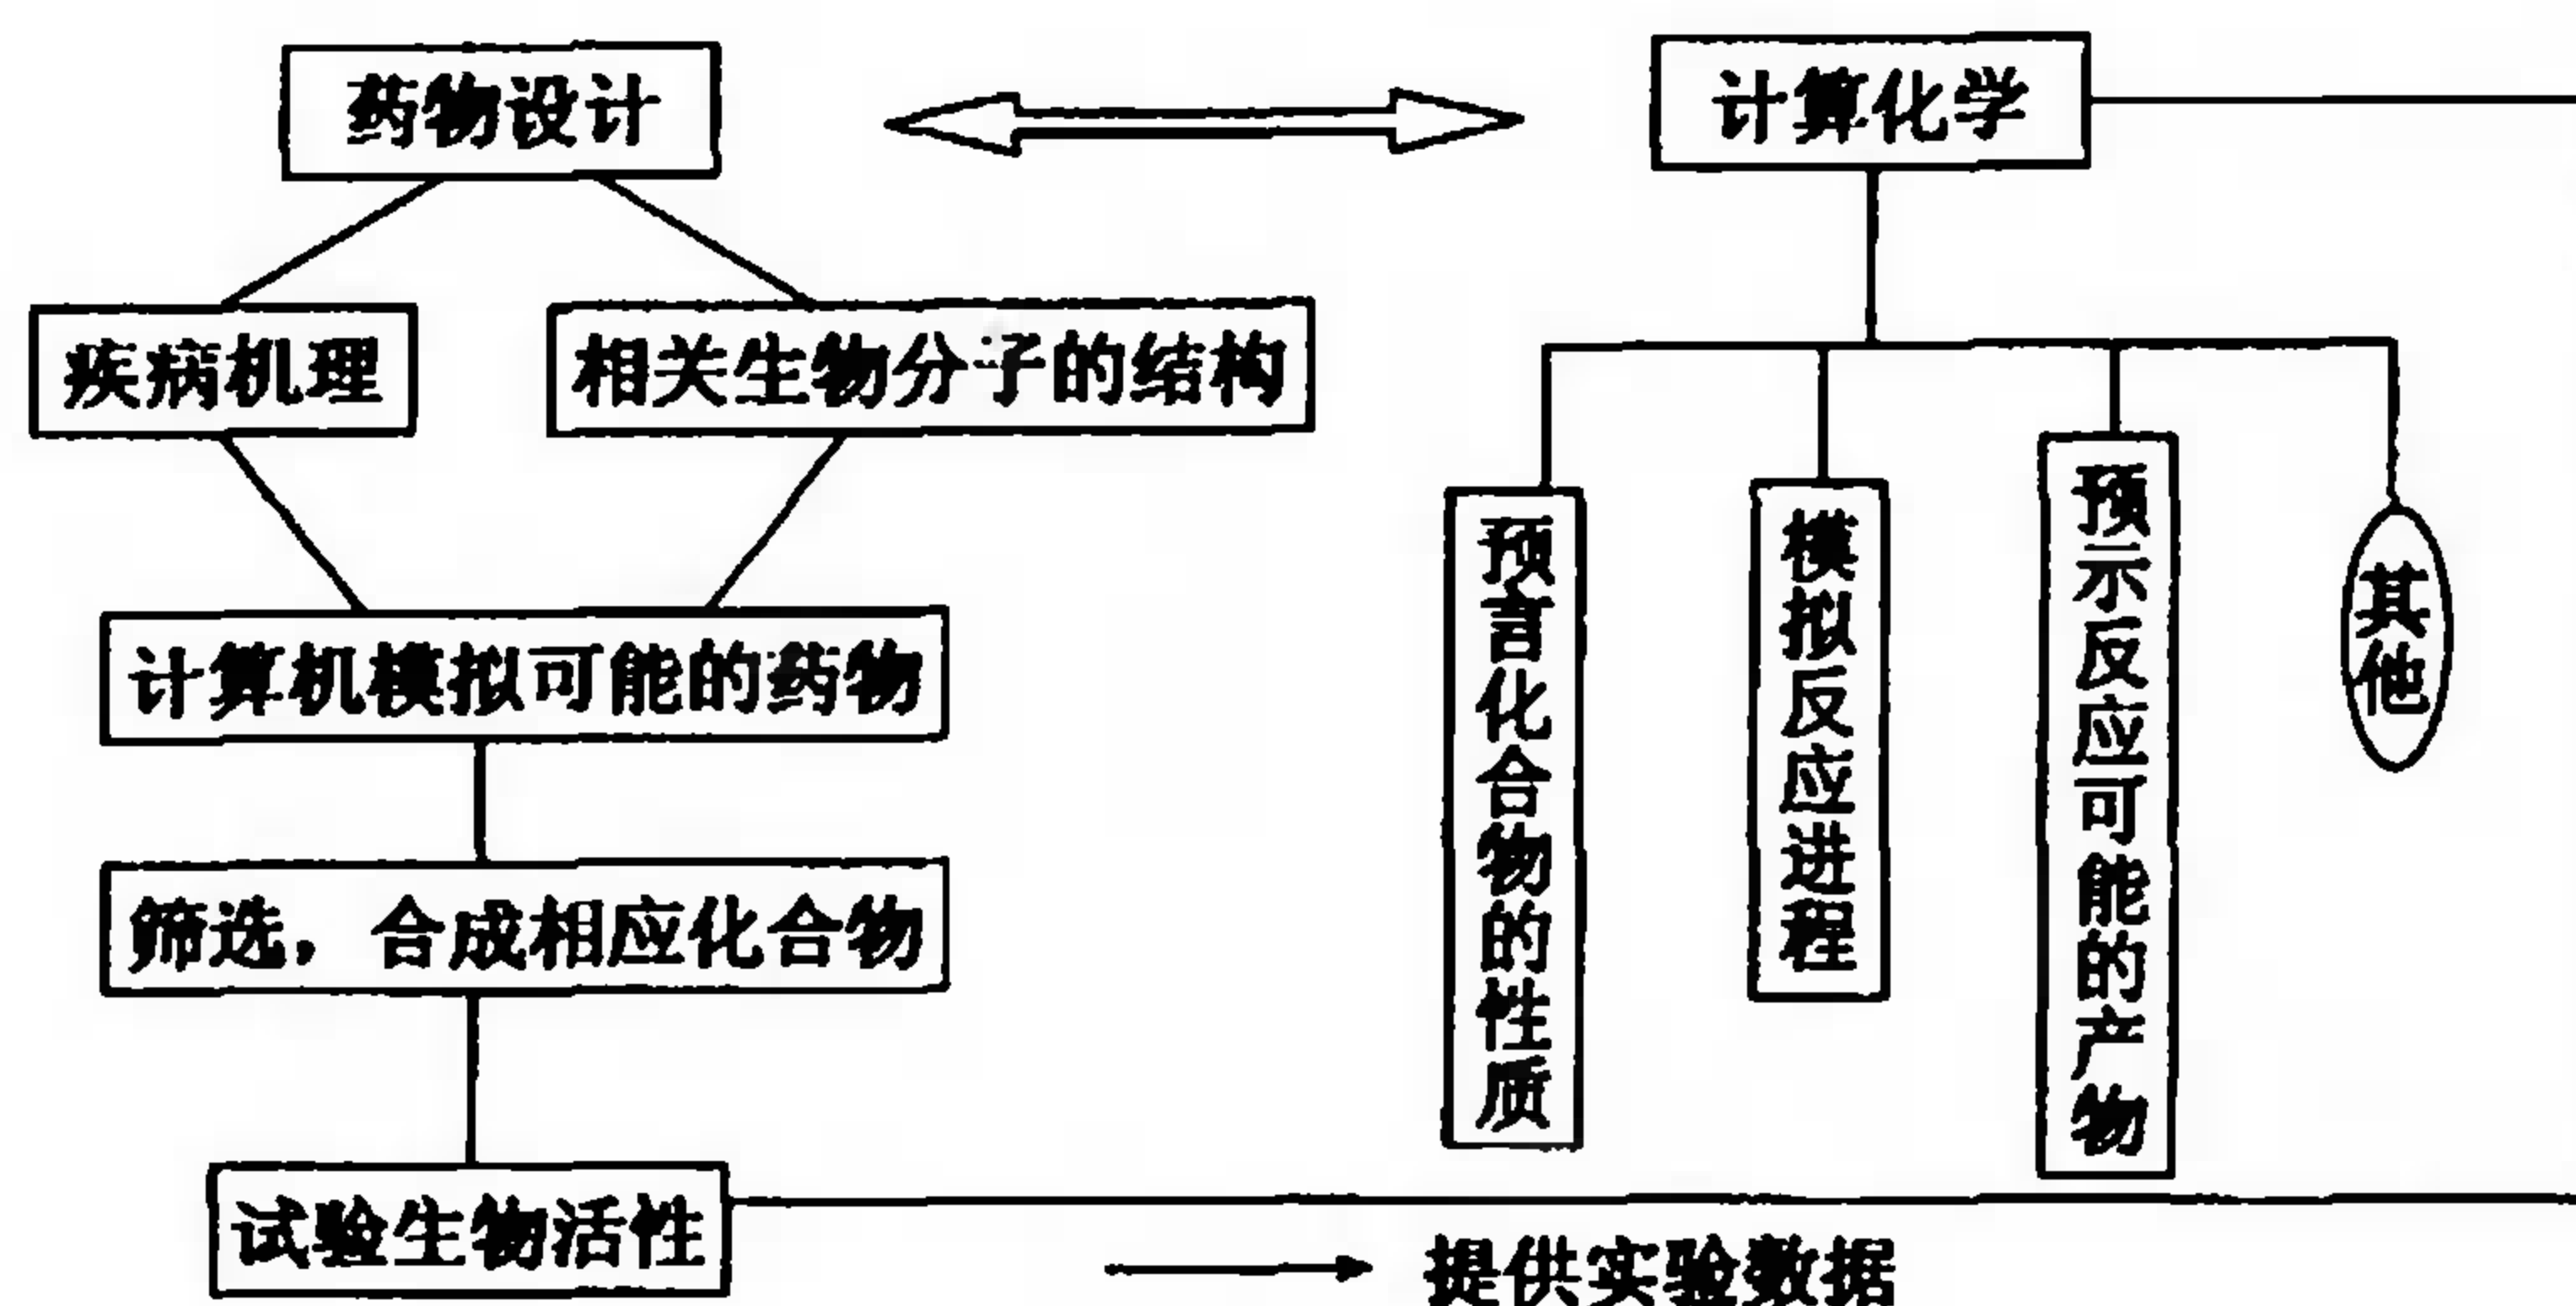 药物设计
计算化学
疾病机理
相关生物分子的结构
计算机模拟可能的药物
筛选，合成相应化合物
试验生物活性
预言化合物的性质
模拟反应进程
预示反应可能的产物
其他
提供实验数据